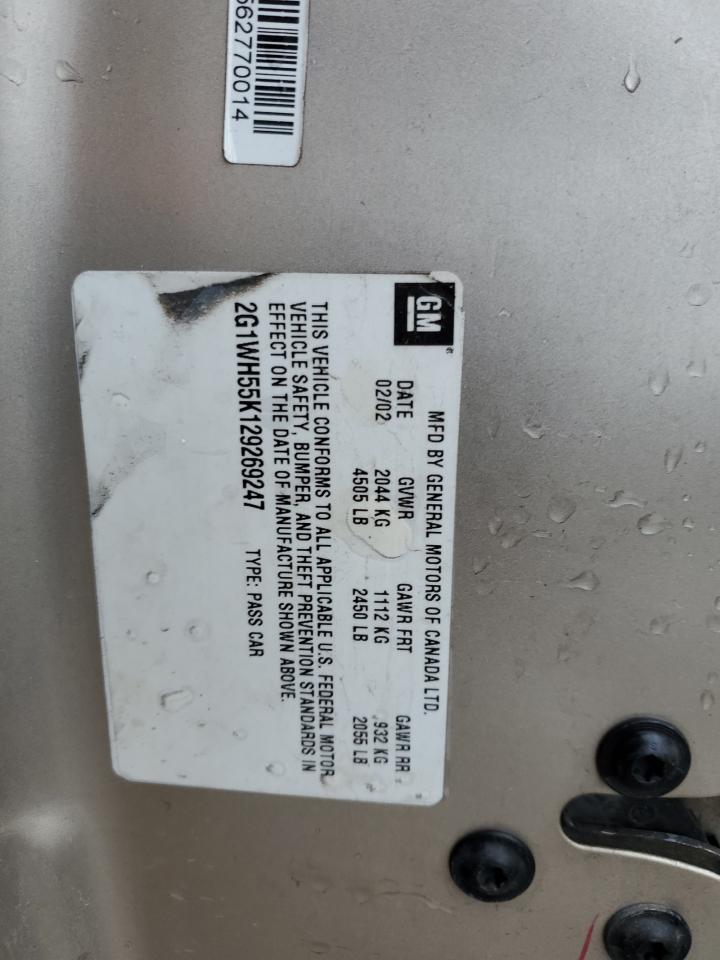 562770014
GM
MFD BY GENERAL MOTORS OF CANADA LTD.
DATE GVWR GAWR FRT GAWR RR
02/02 2044 KG 1112 KG 932 KG
4505 LB 2450 LB 2055 LB
THIS VEHICLE CONFORMS TO ALL APPLICABLE U.S. FEDERAL MOTOR
VEHICLE SAFETY, BUMPER, AND THEFT PREVENTION STANDARDS IN
EFFECT ON THE DATE OF MANUFACTURE SHOWN ABOVE.
2G1WH55K129269247 TYPE: PASS CAR